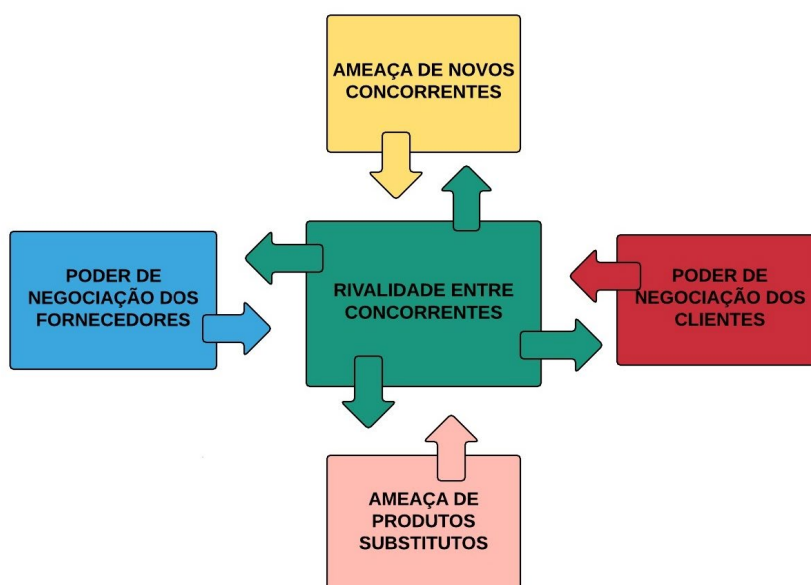 AMEAÇA DE NOVOS
CONCORRENTES
PODER DE
NEGOCIAÇÃO DOS
FORNECEDORES
RIVALIDADE ENTRE
CONCORRENTES
PODER DE
NEGOCIAÇÃO DOS
CLIENTES
AMEAÇA DE
PRODUTOS
SUBSTITUTOS